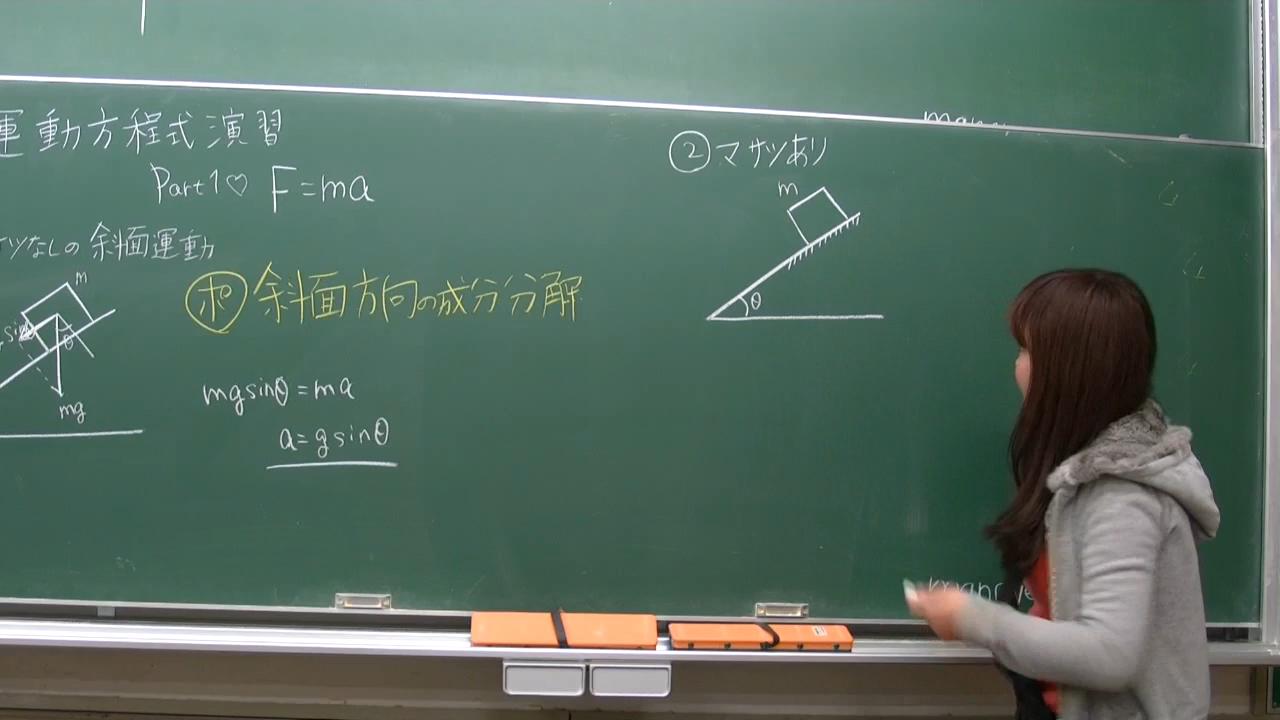 運動方程式演習
Part1♡ F=ma
ツなしの斜面運動
m
θ
mg
ポ 斜面方向の成分分解
mgsinθ=ma
a=gsinθ
② マサツあり
m
θ